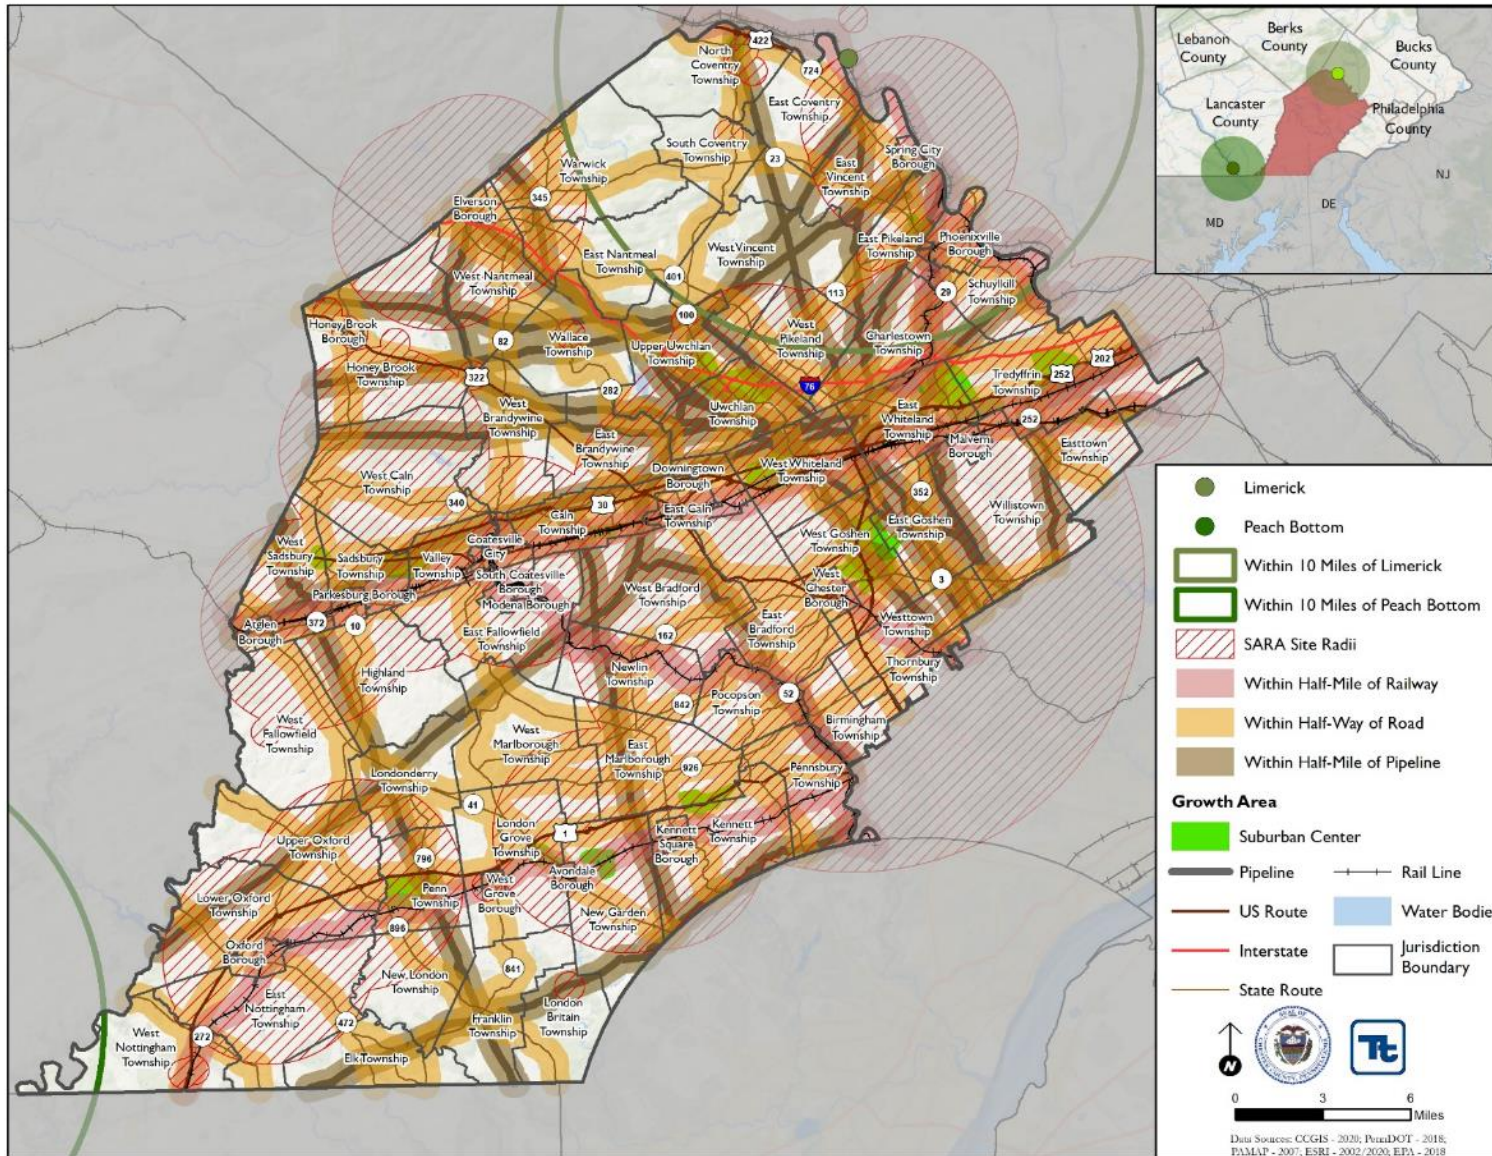 422
North
Coventry
Township
724
East Coventry
Township
South Coventry
Township
23
Spring City
Borough
East
Vincent
Township
Warwick
Township
345
Elverson
Borough
East Pikeland
Township
Phoenixville
Borough
West Vincent
Township
East Nantmeal
Township
401
West Nantmeal
Township
113
29
Schuylkill
Township
100
West
Pikeland
Township
Charlestown
Township
Honey Brook
Borough
82
Wallace
Township
Upper Uwchlan
Township
202
252
Tredyffrin
Township
Honey Brook
Township
322
282
76
Uwchlan
Township
West
Brandywine
Township
East
Whiteland
Township
252
Malvern
Borough
Easttown
Township
East
Brandywine
Township
Downingtown
Borough
West Whiteland
Township
West Caln
Township
340
30
352
Willistown
Township
Caln
Township
East Caln
Township
East Goshen
Township
West Goshen
Township
West
Sadsbury
Township
Sadsbury
Township
Valley
Township
Coatesville
City
South Coatesville
Borough
Modena Borough
Parkesburg Borough
West Bradford
Township
West
Chester
Borough
3
Atglen
Borough
372
10
East Fallowfield
Township
162
East
Bradford
Township
Westtown
Township
Thornbury
Township
Highland
Township
Newlin
Township
842
Pocopson
Township
52
West
Fallowfield
Township
West
Marlborough
Township
East
Marlborough
Township
Birmingham
Township
926
Pennsbury
Township
Londonderry
Township
41
London
Grove
Township
1
Kennett
Square
Borough
Kennett
Township
Upper Oxford
Township
796
Avondale
Borough
Penn
Township
West
Grove
Borough
Lower Oxford
Township
896
New Garden
Township
Oxford
Borough
New London
Township
841
East
Nottingham
Township
London
Britain
Township
Franklin
Township
West
Nottingham
Township
272
472
Elk Township
Lebanon
County
Berks
County
Bucks
County
Lancaster
County
Philadelphia
County
NJ
MD
DE
Limerick
Peach Bottom
Within 10 Miles of Limerick
Within 10 Miles of Peach Bottom
SARA Site Radii
Within Half-Mile of Railway
Within Half-Way of Road
Within Half-Mile of Pipeline
Growth Area
Suburban Center
Pipeline
Rail Line
US Route
Water Bodie
Interstate
Jurisdiction
Boundary
State Route
N
SEAL OF
CHESTER COUNTY, PENNSYLVANIA
Tt
0 3 6
Miles
Data Sources: CCGIS - 2020; PennDOT - 2018;
PAMAP - 2007; ESRI - 2002/2020; EPA - 2018